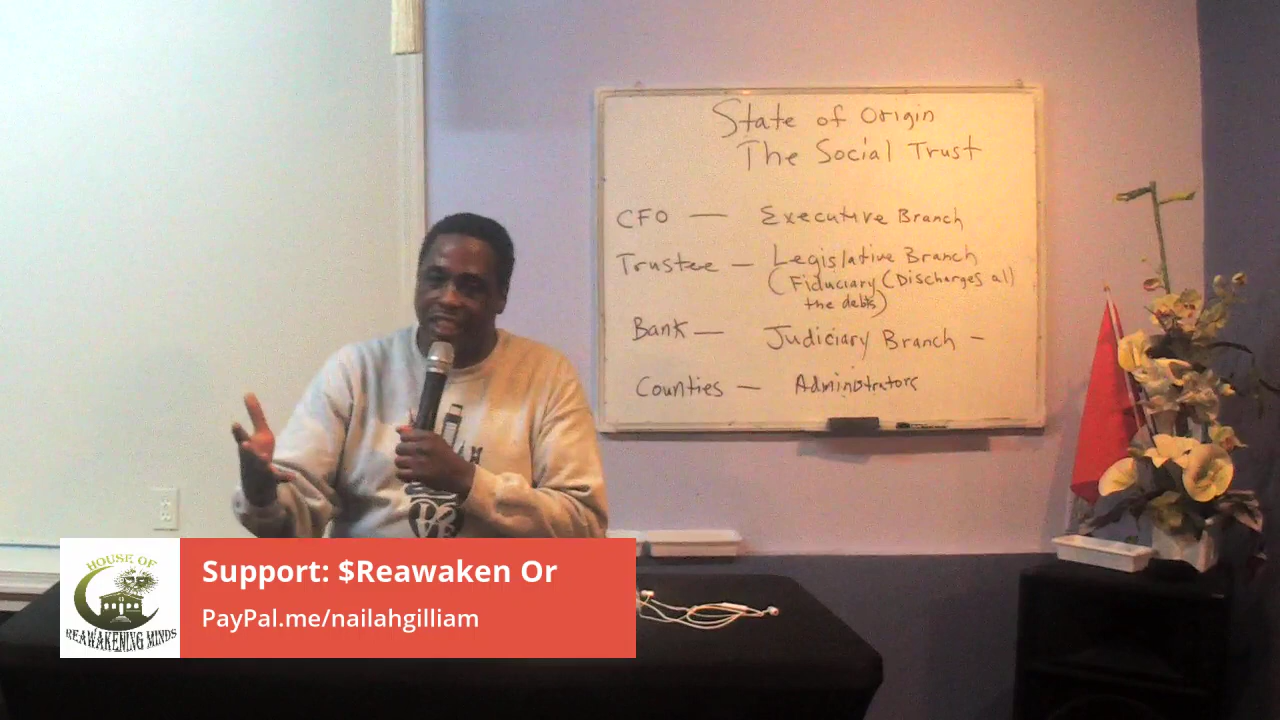 State of Origin
The Social Trust
CFO — Executive Branch
Trustee — Legislative Branch
(Fiduciary (Discharges all
the debts)
Bank — Judiciary Branch —
Counties — Administrators
HOUSE OF
REAWAKENING MINDS
Support: $Reawaken Or
PayPal.me/nailahgilliam